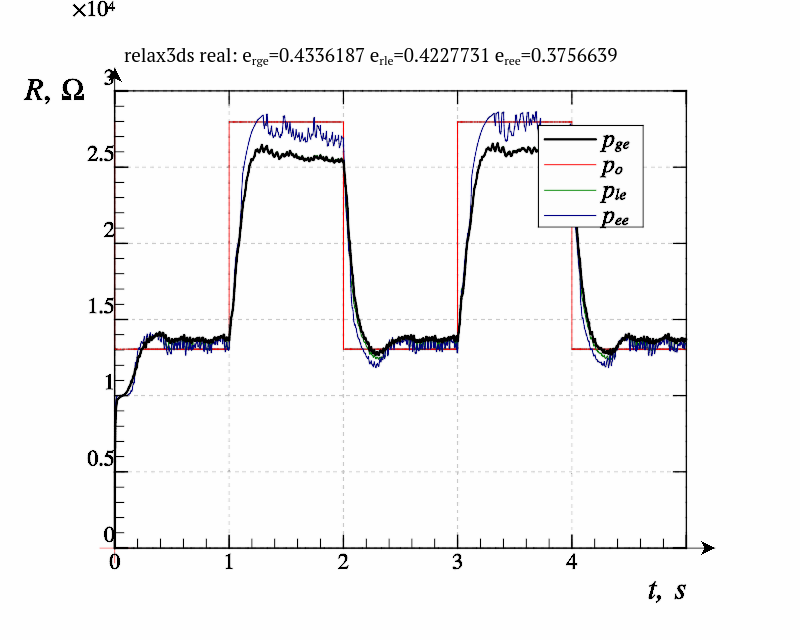 ×10⁴
relax3ds real: e_rge=0.4336187 e_rle=0.4227731 e_ree=0.3756639
3
R, Ω
p_ge
p_o
p_le
p_ee
2.5
2
1.5
1
0.5
0
0 1 2 3 4
t, s